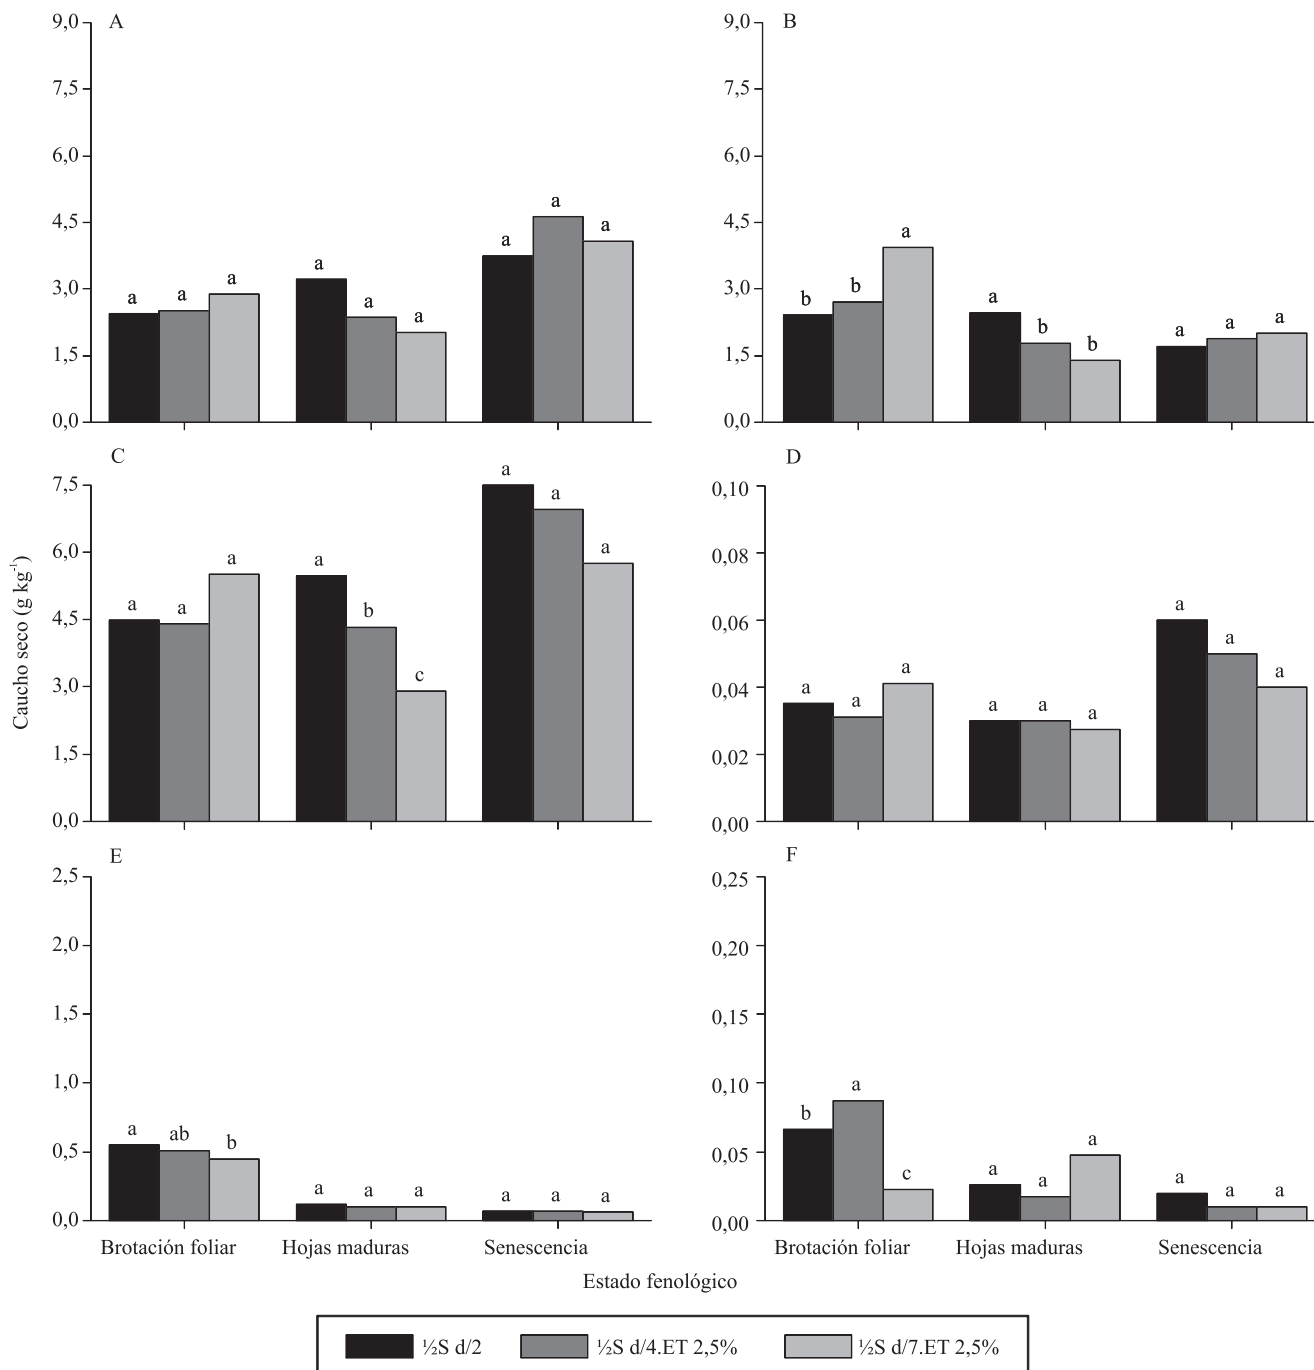 A
9,0
7,5
6,0
4,5
3,0
1,5
0,0
a a a
a a a
a a a
B
9,0
7,5
6,0
4,5
3,0
1,5
0,0
b b a
a b b
a a a
C
7,5
6,0
4,5
3,0
1,5
0,0
a a a
a b c
a a a
D
0,10
0,08
0,06
0,04
0,02
0,00
a a a
a a a
a a a
Caucho seco (g kg⁻¹)
E
2,5
2,0
1,5
1,0
0,5
0,0
a ab b
a a a
a a a
Brotación foliar Hojas maduras Senescencia
F
0,25
0,20
0,15
0,10
0,05
0,00
b a c
a a a
a a a
Brotación foliar Hojas maduras Senescencia
Estado fenológico
½S d/2 ½S d/4.ET 2,5% ½S d/7.ET 2,5%